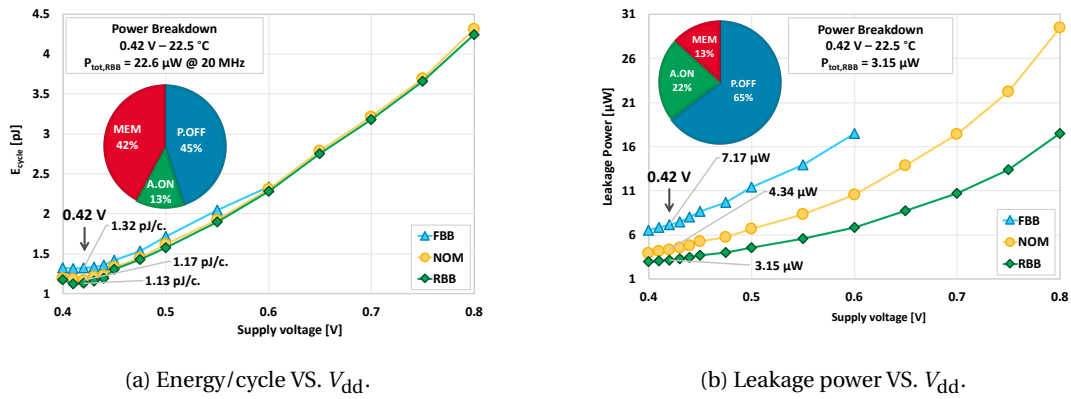 Power Breakdown
0.42 V – 22.5 °C
Ptot,RBB = 22.6 µW @ 20 MHz
4.5
4
3.5
3
2.5
2
1.5
1
Ecycle [pJ]
MEM
42%
P.OFF
45%
A.ON
13%
0.42 V
1.32 pJ/c.
1.17 pJ/c.
1.13 pJ/c.
FBB
NOM
RBB
0.4 0.5 0.6 0.7 0.8
Supply voltage [V]
(a) Energy/cycle VS. Vdd.
Power Breakdown
0.42 V – 22.5 °C
Ptot,RBB = 3.15 µW
31
26
21
16
11
6
1
Leakage Power [µW]
MEM
13%
A.ON
22%
P.OFF
65%
7.17 µW
0.42 V
4.34 µW
3.15 µW
FBB
NOM
RBB
0.4 0.5 0.6 0.7 0.8
Supply voltage [V]
(b) Leakage power VS. Vdd.